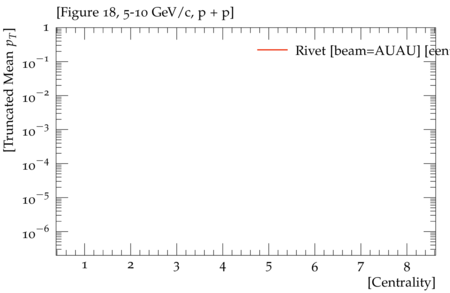 [Figure 18, 5-10 GeV/c, p + p]
1
Rivet [beam=AUAU] [cen
10⁻¹
10⁻²
10⁻³
10⁻⁴
10⁻⁵
10⁻⁶
[Truncated Mean p_T]
1 2 3 4 5 6 7 8
[Centrality]